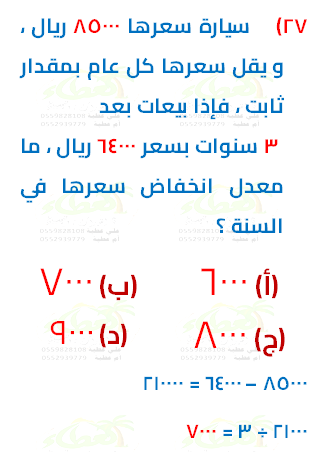 ٢٧) سيارة سعرها ٨٥٠٠٠ ريال ،
و يقل سعرها كل عام بمقدار
ثابت ، فإذا بيعات بعد
٣ سنوات بسعر ٦٤٠٠٠ ريال ، ما
معدل انخفاض سعرها في
السنة ؟
(أ) ٦٠٠٠ (ب) ٧٠٠٠
(ج) ٨٠٠٠ (د) ٩٠٠٠
٨٥٠٠٠ – ٦٤٠٠٠ = ٢١٠٠٠٠
٢١٠٠٠ ÷ ٣ = ٧٠٠٠